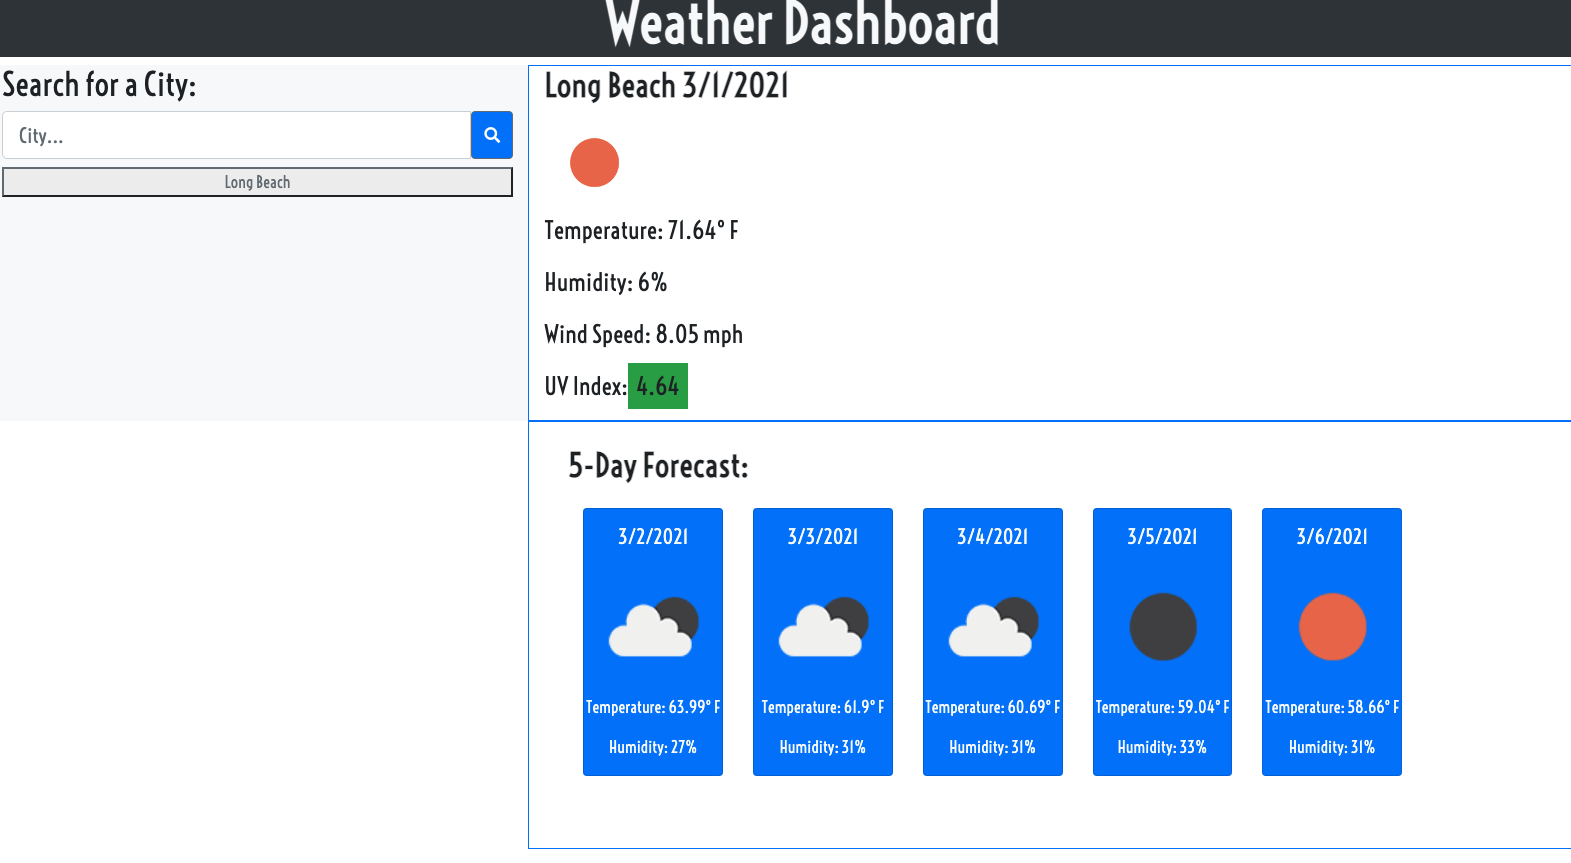 Weather Dashboard
Search for a City:
City...
Long Beach
Long Beach 3/1/2021
Temperature: 71.64° F
Humidity: 6%
Wind Speed: 8.05 mph
UV Index: 4.64
5-Day Forecast:
3/2/2021
Temperature: 63.99° F
Humidity: 27%
3/3/2021
Temperature: 61.9° F
Humidity: 31%
3/4/2021
Temperature: 60.69° F
Humidity: 31%
3/5/2021
Temperature: 59.04° F
Humidity: 33%
3/6/2021
Temperature: 58.66° F
Humidity: 31%